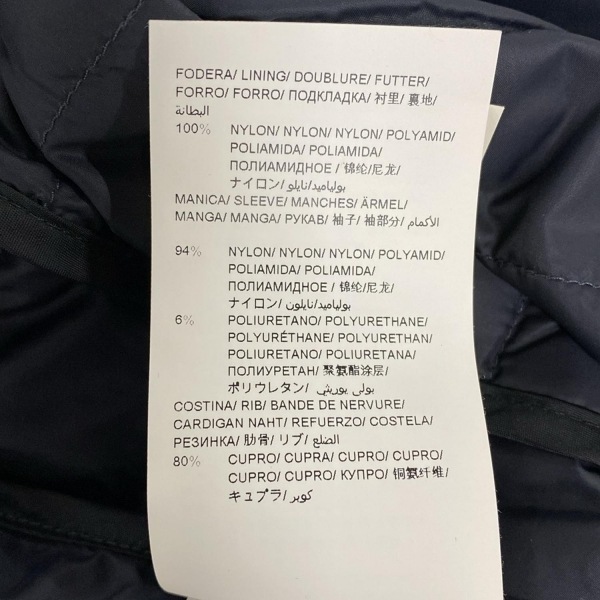 FODERA/ LINING/ DOUBLURE/ FUTTER/
FORRO/ FORRO/ ПОДКЛАДКА/ 衬里/ 裏地/
البطانة
100% NYLON/ NYLON/ NYLON/ POLYAMID/
POLIAMIDA/ POLIAMIDA/
ПОЛИАМИДНОЕ / 锦纶/尼龙/
ナイロン/ بولياميد/نايلو
MANICA/ SLEEVE/ MANCHES/ ÄRMEL/
MANGA/ MANGA/ РУКАВ/ 袖子/ 袖部分/ الأكمام
94% NYLON/ NYLON/ NYLON/ POLYAMID/
POLIAMIDA/ POLIAMIDA/
ПОЛИАМИДНОЕ / 锦纶/尼龙/
ナイロン/ بولياميد/نايلون
6% POLIURETANO/ POLYURETHANE/
POLYURÉTHANE/ POLYURETHAN/
POLIURETANO/ POLIURETANA/
ПОЛИУРЕТАН/ 聚氨酯涂层/
ポリウレタン/ بولى يوريثي
COSTINA/ RIB/ BANDE DE NERVURE/
CARDIGAN NAHT/ REFUERZO/ COSTELA/
РЕЗИНКА/ 肋骨/ リブ/ الضلع
80% CUPRO/ CUPRA/ CUPRO/ CUPRO/
CUPRO/ CUPRO/ КУПРО/ 铜氨纤维/
キュプラ/ كوبر